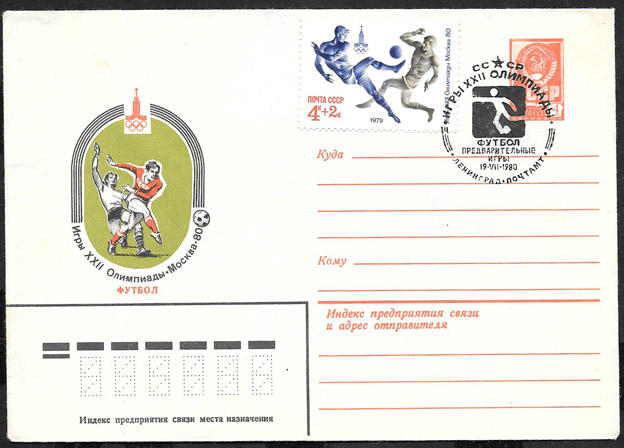 Игры XXII Олимпиады Москва 80
ПОЧТА СССР
4к+2к
1979
СС☆СР
•ИГРЫ XXII ОЛИМПИАДЫ•
ФУТБОЛ
ПРЕДВАРИТЕЛЬНЫЕ
ИГРЫ
19·VII·1980
•ЛЕНИНГРАД•ПОЧТАМТ•
Куда
Игры XXII Олимпиады•Москва-80
ФУТБОЛ
Кому
Индекс предприятия связи
и адрес отправителя
Индекс предприятия связи места назначения